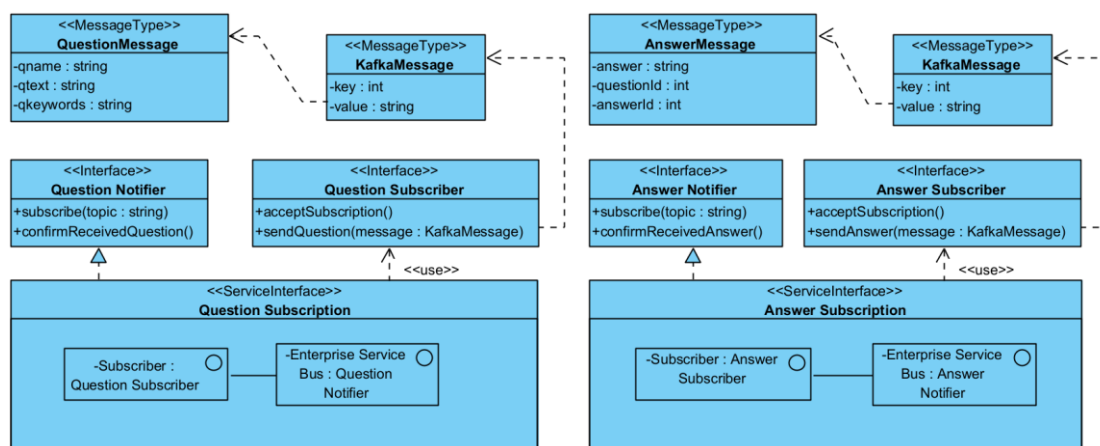 <<MessageType>>
QuestionMessage
-qname : string
-qtext : string
-qkeywords : string
<<MessageType>>
KafkaMessage
-key : int
-value : string
<<Interface>>
Question Notifier
+subscribe(topic : string)
+confirmReceivedQuestion()
<<Interface>>
Question Subscriber
+acceptSubscription()
+sendQuestion(message : KafkaMessage)
<<use>>
<<ServiceInterface>>
Question Subscription
-Subscriber :
Question Subscriber
-Enterprise Service
Bus : Question
Notifier
<<MessageType>>
AnswerMessage
-answer : string
-questionId : int
-answerId : int
<<MessageType>>
KafkaMessage
-key : int
-value : string
<<Interface>>
Answer Notifier
+subscribe(topic : string)
+confirmReceivedAnswer()
<<Interface>>
Answer Subscriber
+acceptSubscription()
+sendAnswer(message : KafkaMessage)
<<use>>
<<ServiceInterface>>
Answer Subscription
-Subscriber : Answer
Subscriber
-Enterprise Service
Bus : Answer
Notifier